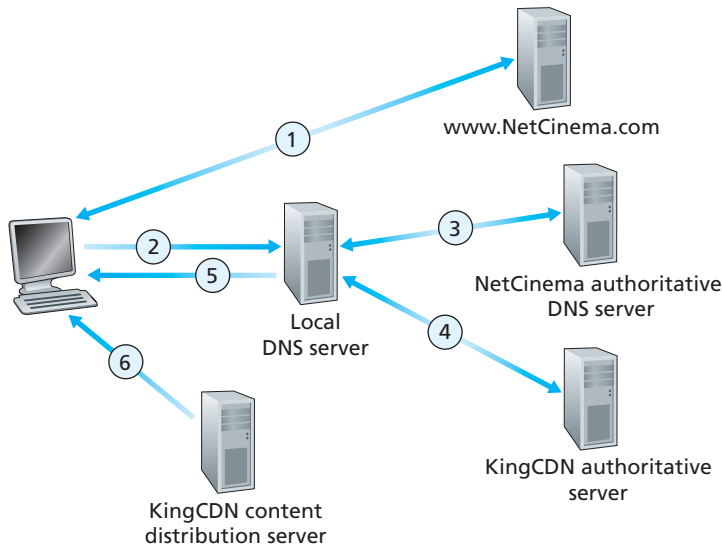 www.NetCinema.com
1
2
3
NetCinema authoritative
DNS server
5
Local
DNS server
4
6
KingCDN authoritative
server
KingCDN content
distribution server